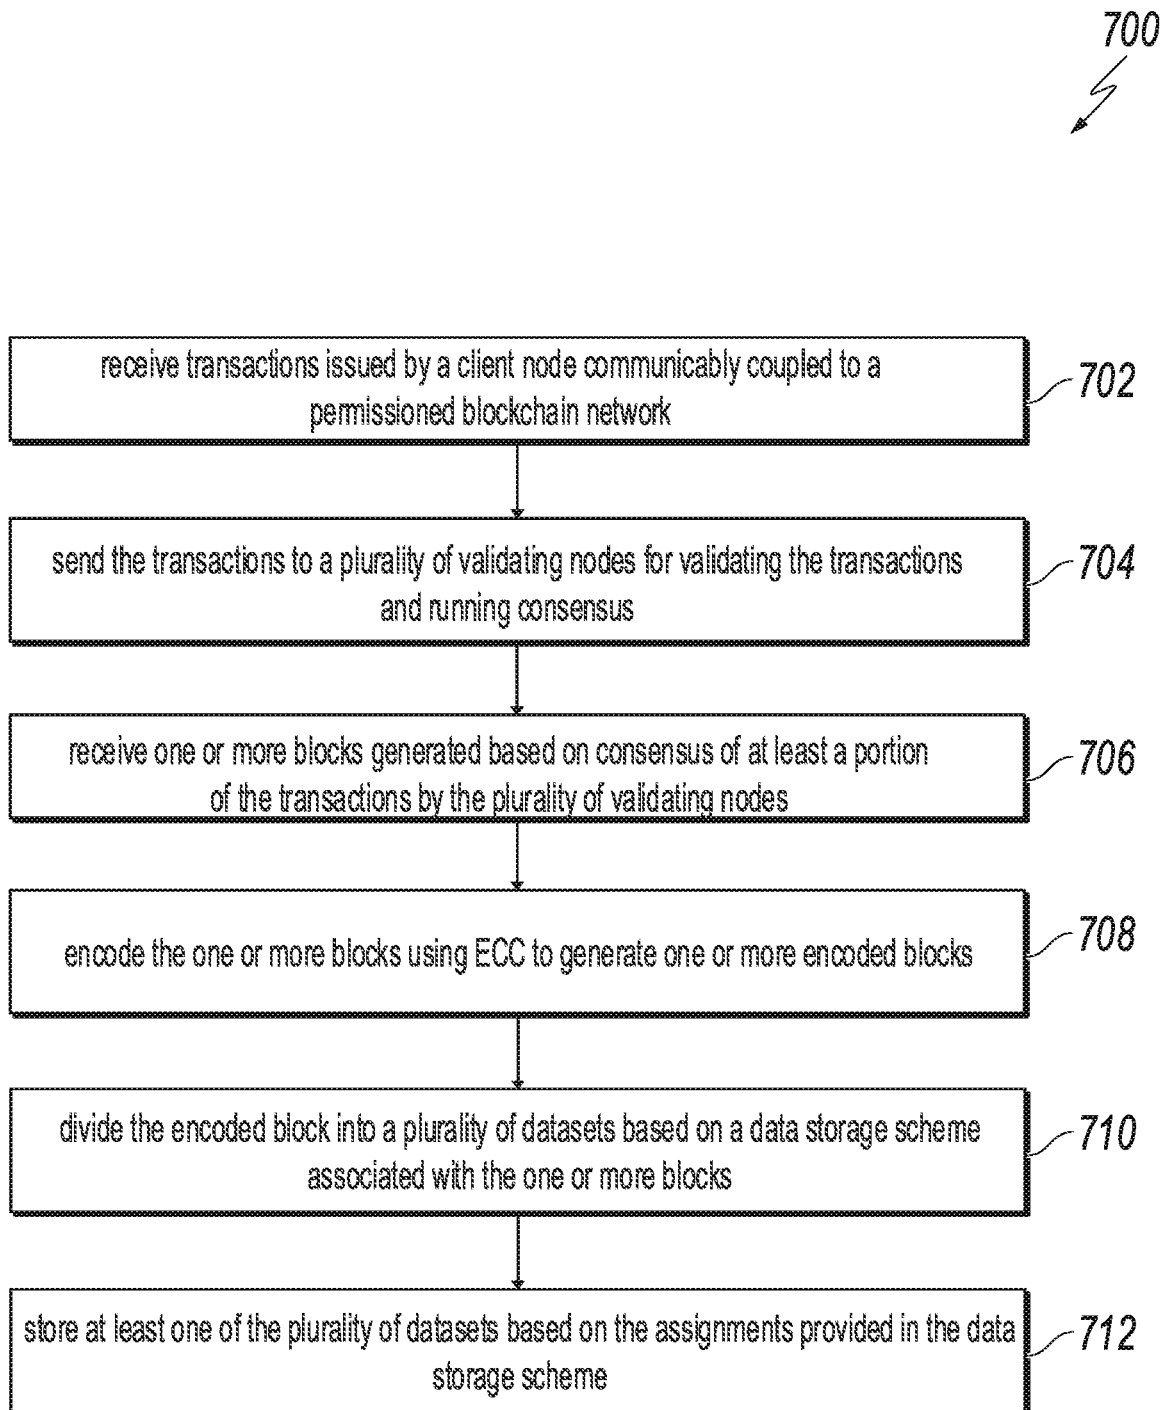 700
receive transactions issued by a client node communicably coupled to a
permissioned blockchain network
702
send the transactions to a plurality of validating nodes for validating the transactions
and running consensus
704
receive one or more blocks generated based on consensus of at least a portion
of the transactions by the plurality of validating nodes
706
encode the one or more blocks using ECC to generate one or more encoded blocks
708
divide the encoded block into a plurality of datasets based on a data storage scheme
associated with the one or more blocks
710
store at least one of the plurality of datasets based on the assignments provided in the data
storage scheme
712